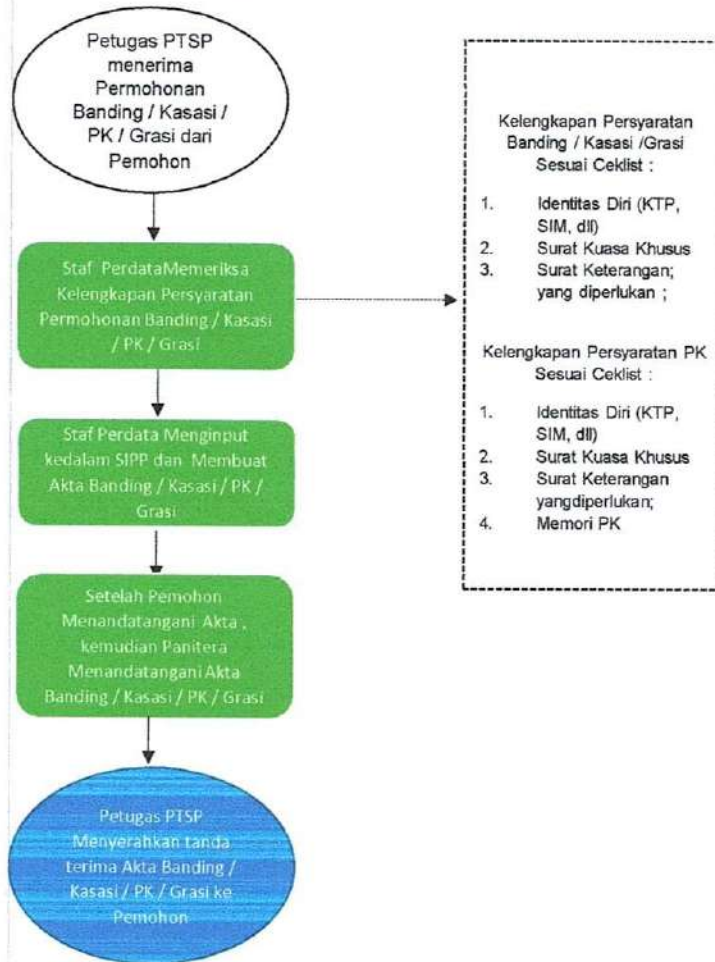 Petugas PTSP
menerima
Permohonan
Banding / Kasasi /
PK / Grasi dari
Pemohon
Staf PerdataMemeriksa
Kelengkapan Persyaratan
Permohonan Banding / Kasasi
/ PK / Grasi
Staf Perdata Menginput
kedalam SIPP dan Membuat
Akta Banding / Kasasi / PK /
Grasi
Setelah Pemohon
Menandatangani Akta ,
kemudian Panitera
Menandatangani Akta
Banding / Kasasi / PK / Grasi
Petugas PTSP
Menyerahkan tanda
terima Akta Banding /
Kasasi / PK / Grasi ke
Pemohon
Kelengkapan Persyaratan
Banding / Kasasi /Grasi
Sesuai Ceklist :
1. Identitas Diri (KTP,
SIM, dll)
2. Surat Kuasa Khusus
3. Surat Keterangan;
yang diperlukan ;
Kelengkapan Persyaratan PK
Sesuai Ceklist :
1. Identitas Diri (KTP,
SIM, dll)
2. Surat Kuasa Khusus
3. Surat Keterangan
yangdiperlukan;
4. Memori PK